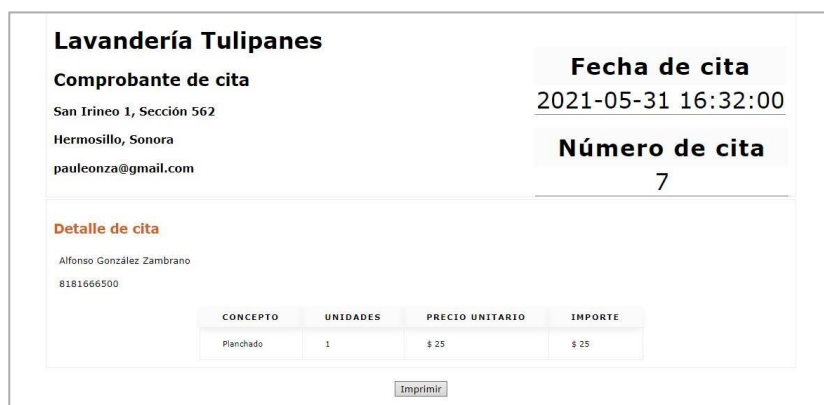 Lavandería Tulipanes
Comprobante de cita
San Irineo 1, Sección 562
Hermosillo, Sonora
pauleonza@gmail.com
Fecha de cita
2021-05-31 16:32:00
Número de cita
7
Detalle de cita
Alfonso González Zambrano
8181666500
CONCEPTO UNIDADES PRECIO UNITARIO IMPORTE
Planchado 1 $ 25 $ 25
Imprimir